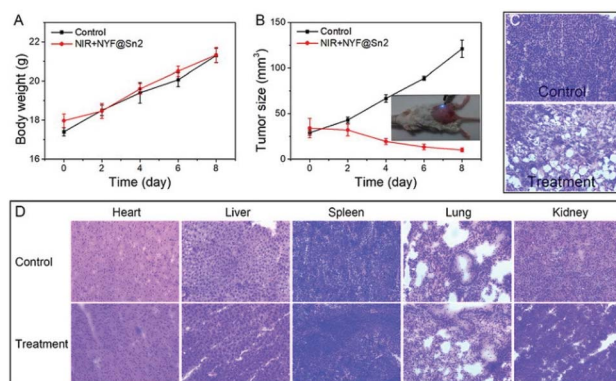 A
Control
NIR+NYF@Sn2
Body weight (g)
22
20
18
16
0
2
4
6
8
Time (day)
B
Control
NIR+NYF@Sn2
Tumor size (mm³)
150
100
50
0
0
2
4
6
8
Time (day)
C
Control
Treatment
D
Heart
Liver
Spleen
Lung
Kidney
Control
Treatment